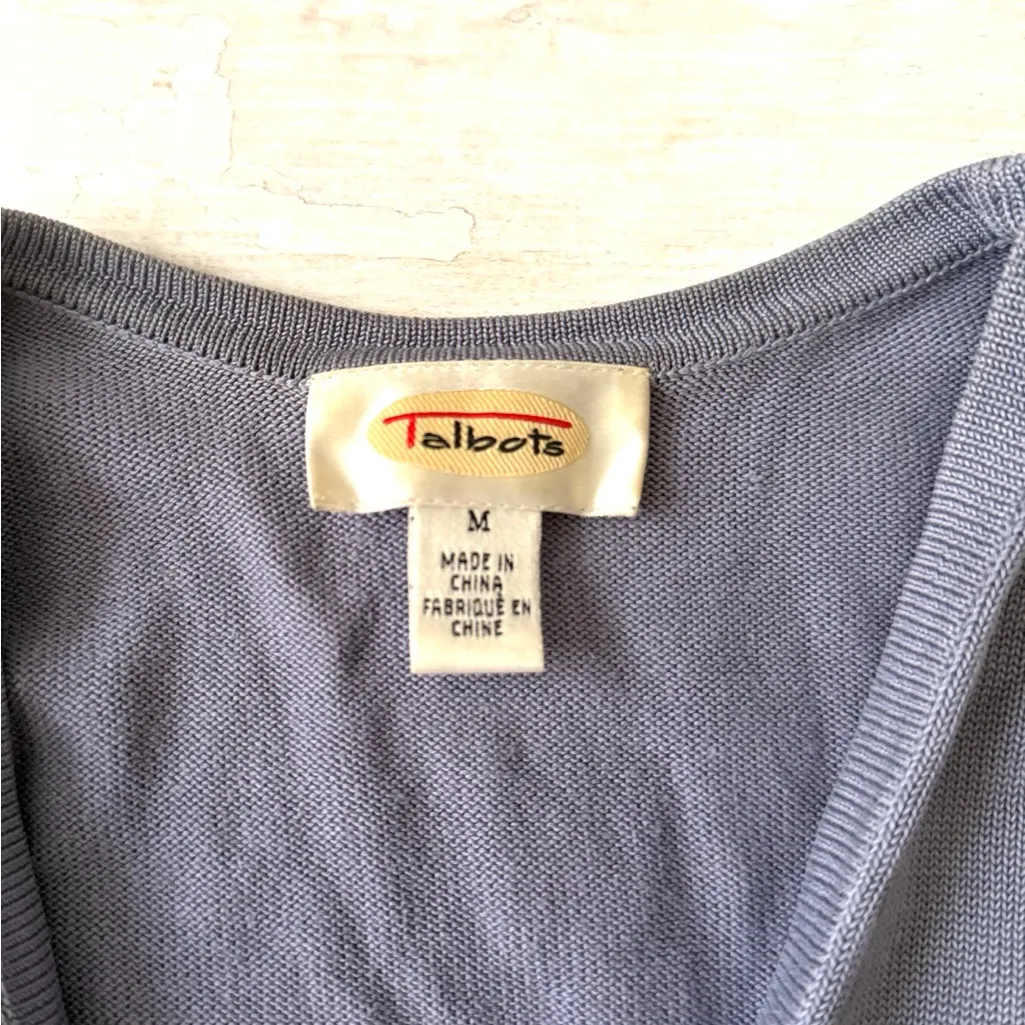 Talbots
M
MADE IN
CHINA
FABRIQUÉ EN
CHINE